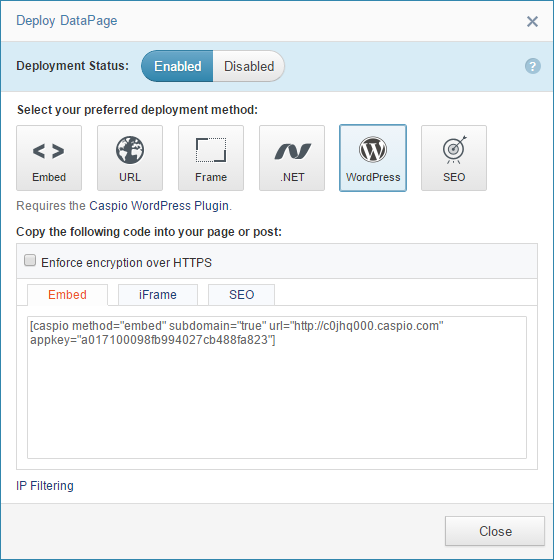 Deploy DataPage
Deployment Status: Enabled Disabled ?
Select your preferred deployment method:
Embed URL Frame .NET WordPress SEO
Requires the Caspio WordPress Plugin.
Copy the following code into your page or post:
Enforce encryption over HTTPS
Embed iFrame SEO
[caspio method="embed" subdomain="true" url="http://c0jhq000.caspio.com"
appkey="a017100098fb994027cb488fa823"]
IP Filtering
Close